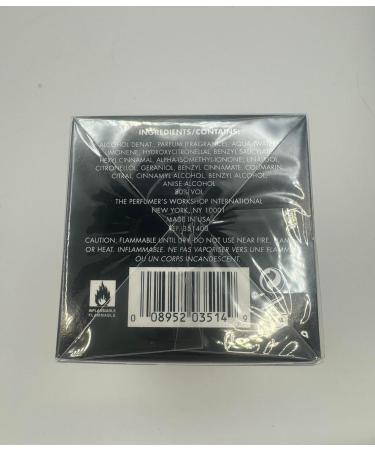 INGREDIENTS/CONTAINS:
ALCOHOL DENAT., PARFUM (FRAGRANCE), AQUA (WATER),
LIMONENE, HYDROXYCITRONELLAL, BENZYL SALICYLATE,
HEXYL CINNAMAL, ALPHA-ISOMETHYL-IONONE, LINALOOL,
CITRONELLOL, GERANIOL, BENZYL CINNAMATE, COUMARIN,
CITRAL, CINNAMYL ALCOHOL, BENZYL ALCOHOL,
ANISE ALCOHOL
80% VOL
THE PERFUMER'S WORKSHOP INTERNATIONAL
NEW YORK, NY 10001
MADE IN USA
REF. 351408
CAUTION. FLAMMABLE UNTIL DRY. DO NOT USE NEAR FIRE, FLAME
OR HEAT. INFLAMMABLE. NE PAS VAPORISER VERS UNE FLAMME
OU UN CORPS INCANDESCENT.
INFLAMMABLE
FLAMMABLE
0 08952 03514 9